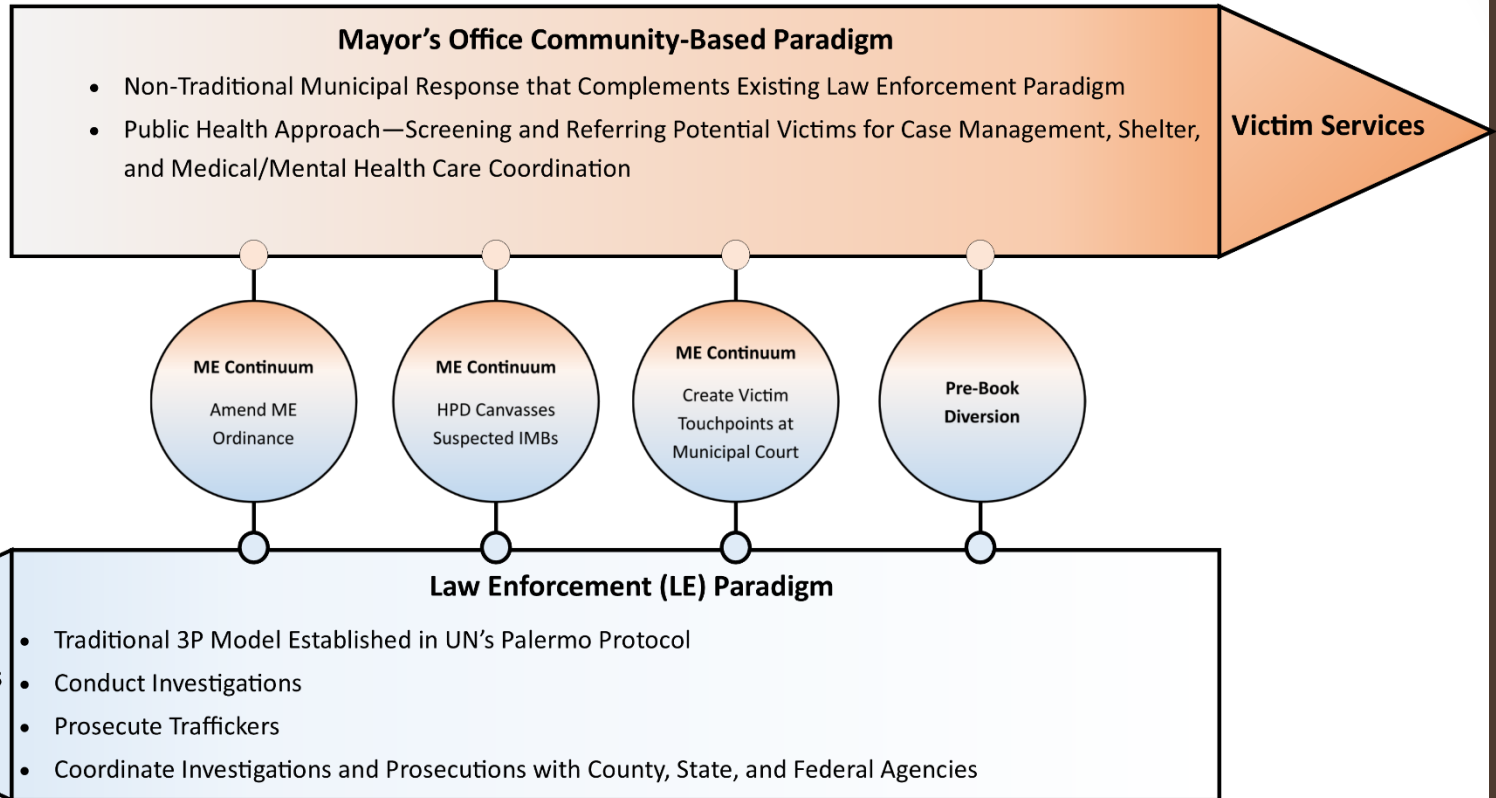 Mayor’s Office Community-Based Paradigm
• Non-Traditional Municipal Response that Complements Existing Law Enforcement Paradigm
• Public Health Approach—Screening and Referring Potential Victims for Case Management, Shelter,
and Medical/Mental Health Care Coordination
Victim Services
ME Continuum
Amend ME
Ordinance
ME Continuum
HPD Canvasses
Suspected IMBs
ME Continuum
Create Victim
Touchpoints at
Municipal Court
Pre-Book
Diversion
Law Enforcement (LE) Paradigm
• Traditional 3P Model Established in UN’s Palermo Protocol
• Conduct Investigations
• Prosecute Traffickers
• Coordinate Investigations and Prosecutions with County, State, and Federal Agencies